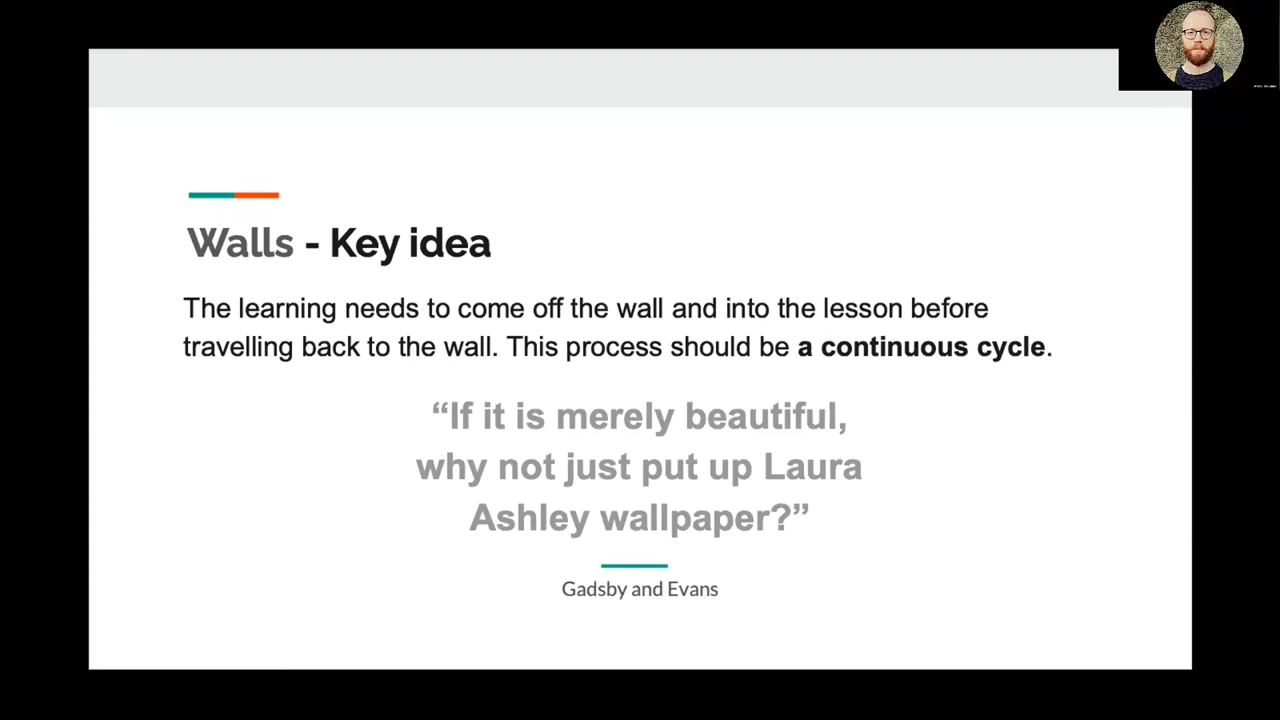 Walls - Key idea
The learning needs to come off the wall and into the lesson before
travelling back to the wall. This process should be a continuous cycle.
“If it is merely beautiful,
why not just put up Laura
Ashley wallpaper?”
Gadsby and Evans